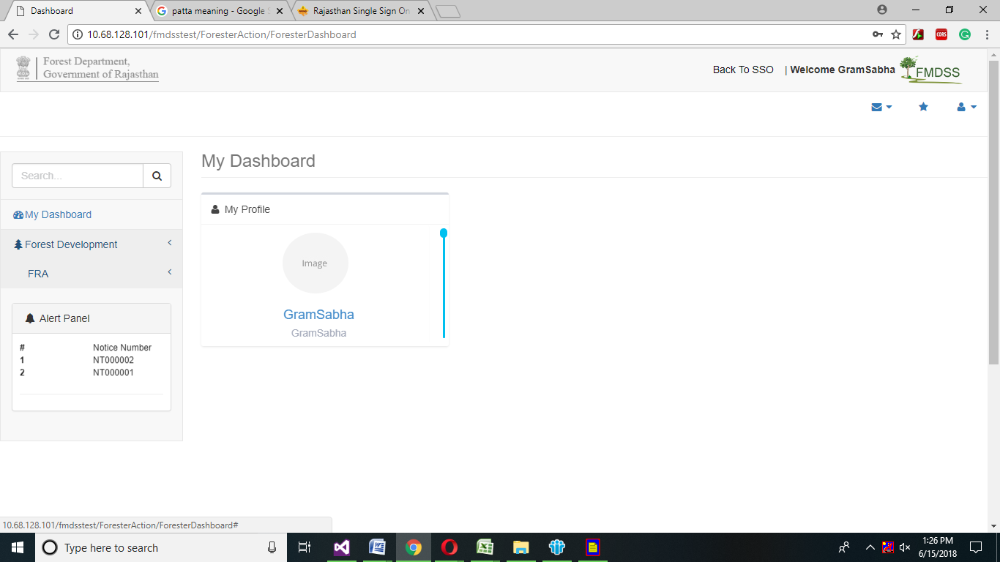 Dashboard
patta meaning - Google S
Rajasthan Single Sign On
10.68.128.101/fmdsstest/ForesterAction/ForesterDashboard
CORS
Forest Department,
Government of Rajasthan
Back To SSO | Welcome GramSabha
FMDSS
Search...
My Dashboard
Forest Development
FRA
Alert Panel
# Notice Number
1 NT000002
2 NT000001
My Dashboard
My Profile
Image
GramSabha
GramSabha
10.68.128.101/fmdsstest/ForesterAction/ForesterDashboard#
Type here to search
1:26 PM
6/15/2018